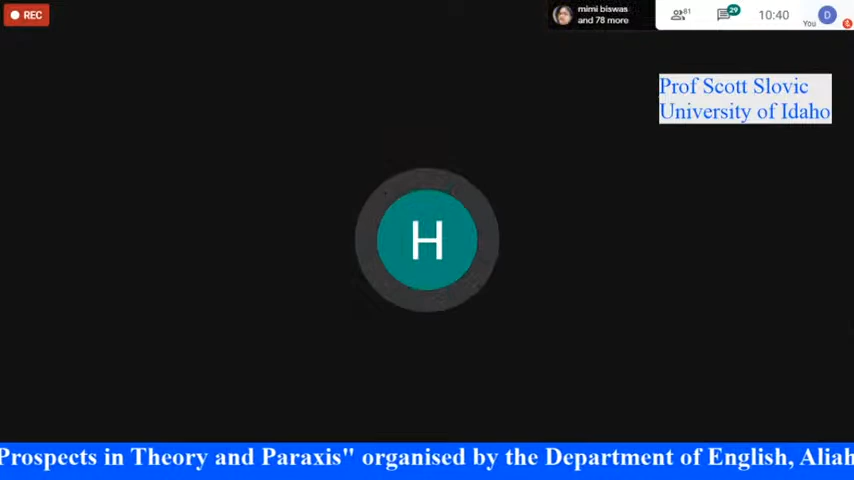 REC
mimi biswas
and 78 more
81
29
10:40
You
D
6
Prof Scott Slovic
University of Idaho
H
Prospects in Theory and Paraxis" organised by the Department of English, Aliah